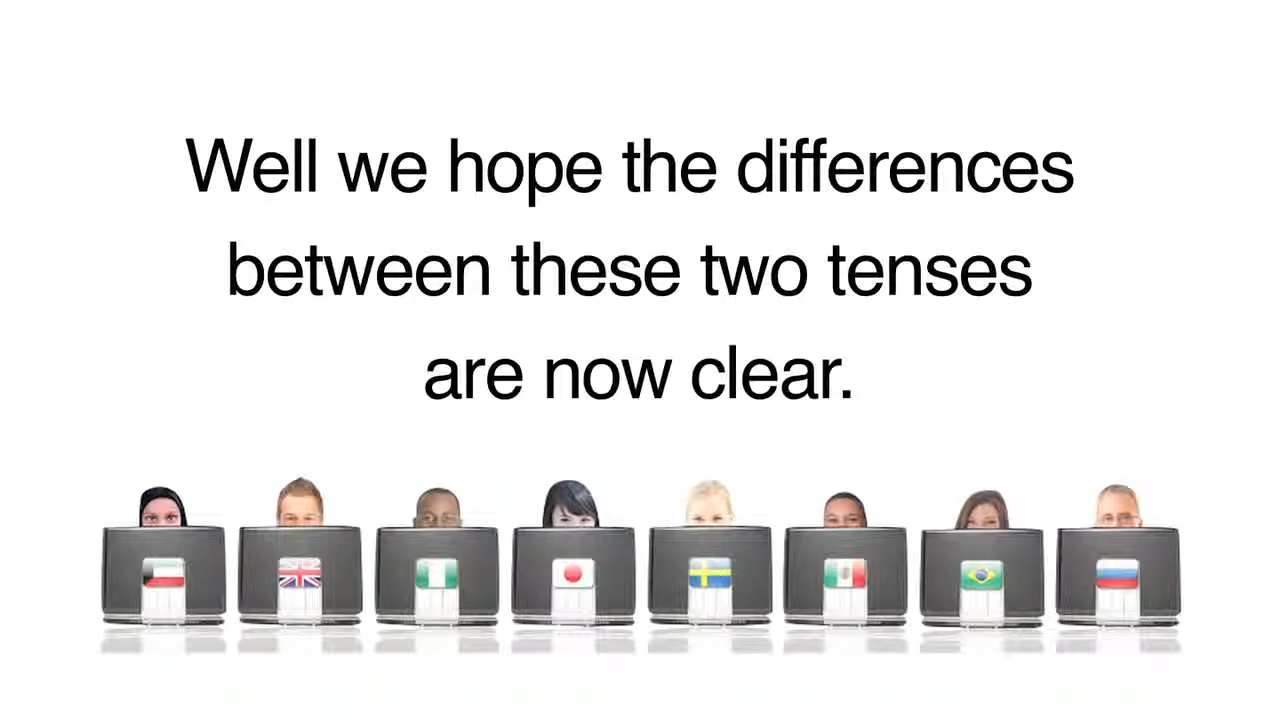 Well we hope the differences
between these two tenses
are now clear.